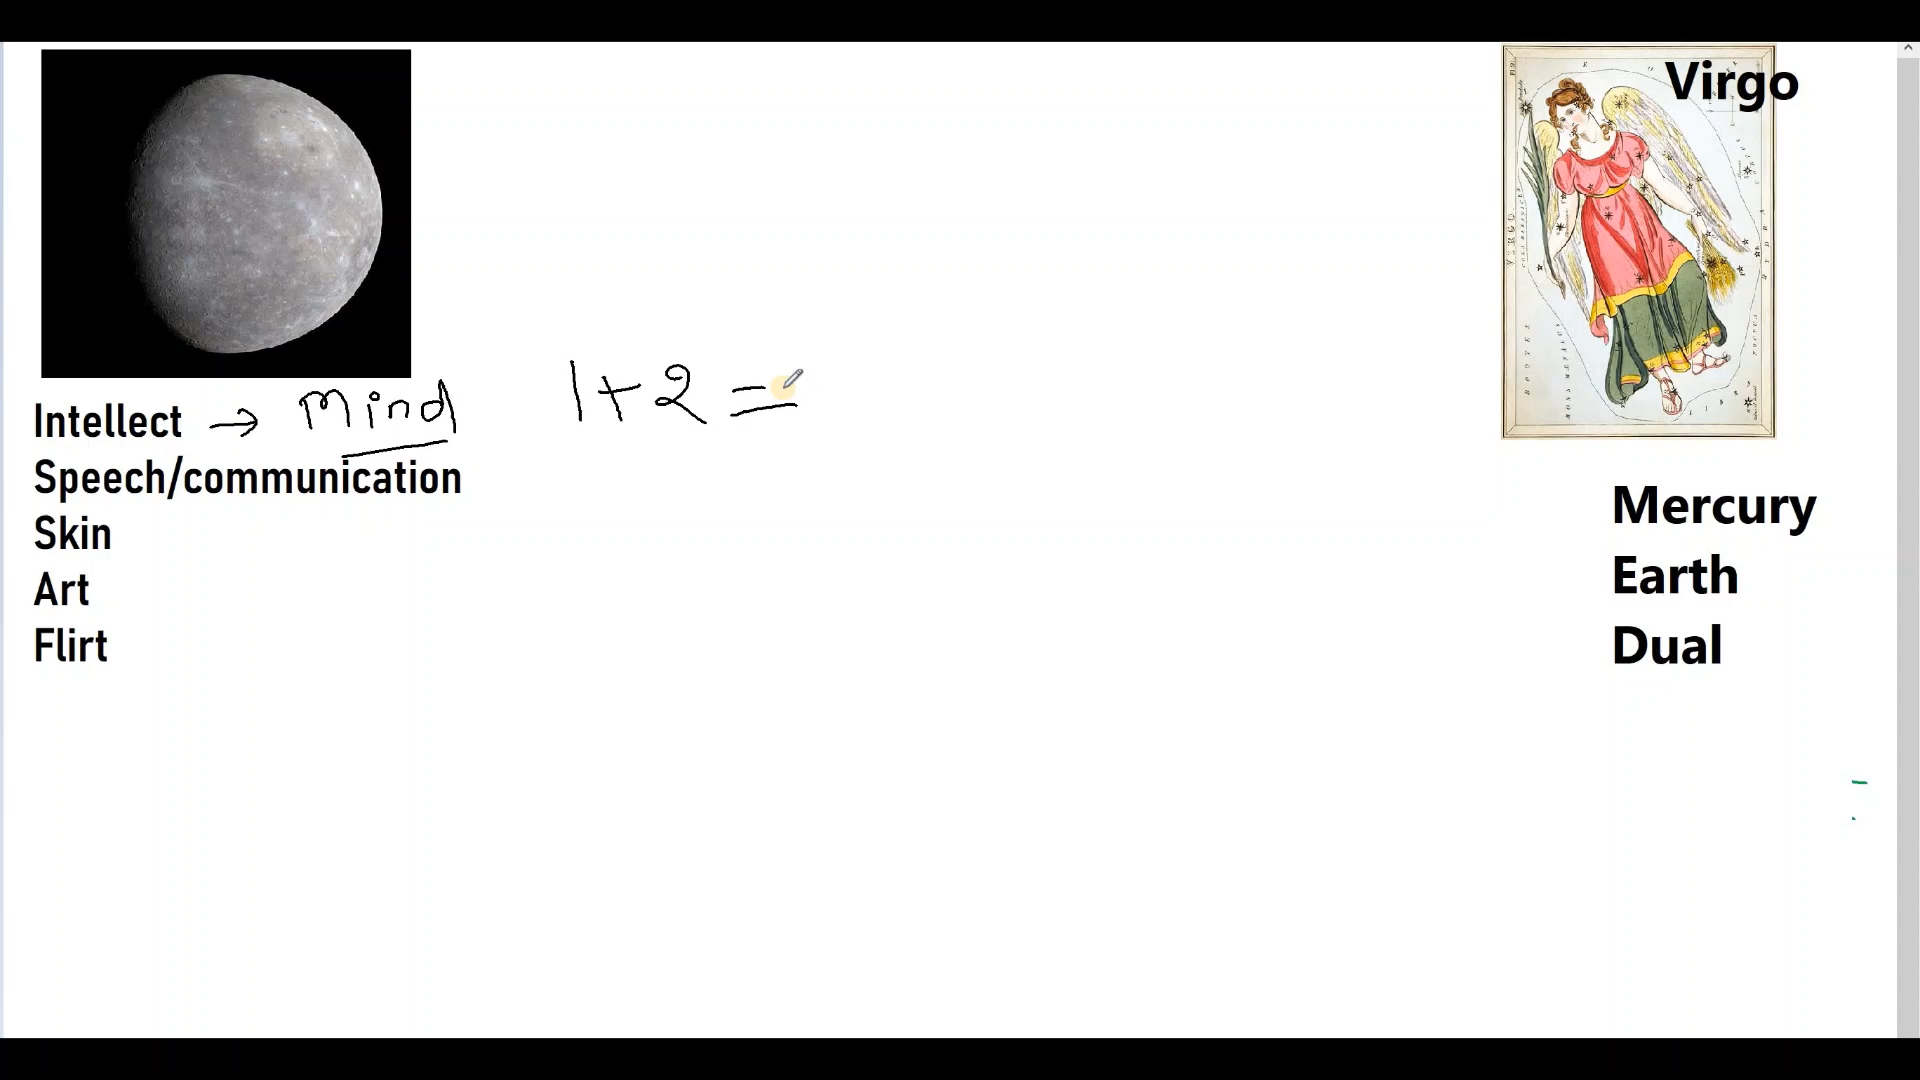 Virgo
Intellect → mind 1+2=
Speech/communication
Skin
Art
Flirt
Mercury
Earth
Dual